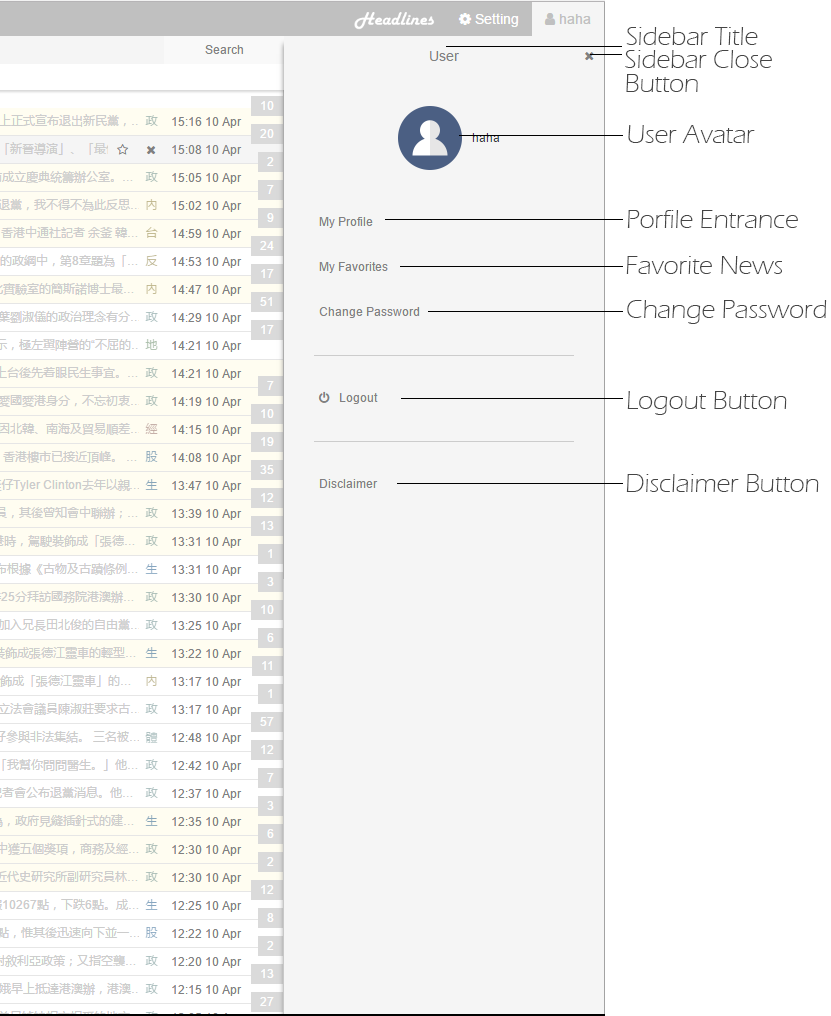 Headlines Setting haha
Search
User
haha
My Profile
My Favorites
Change Password
Logout
Disclaimer
Sidebar Title
Sidebar Close
Button
User Avatar
Porfile Entrance
Favorite News
Change Password
Logout Button
Disclaimer Button
10
上正式宣布退出新民黨，... 政 15:16 10 Apr
20
「新晉導演」、「最 15:08 10 Apr
2
成立慶典統籌辦公室。... 政 15:05 10 Apr
7
退黨，我不得不為此反思... 內 15:02 10 Apr
9
香港中通社記者 余釜 韓... 台 14:59 10 Apr
24
的政綱中，第8章題為「... 反 14:53 10 Apr
17
實驗室的簡斯諾博士最... 內 14:47 10 Apr
51
葉劉淑儀的政治理念有分... 政 14:29 10 Apr
17
示，極左與陣營的“不屈的... 地 14:21 10 Apr
上台後先着眼民生事宜。... 政 14:21 10 Apr
7
愛國愛港身分，不忘初衷... 政 14:19 10 Apr
10
因北韓、南海及貿易順差... 經 14:15 10 Apr
19
香港樓市已接近頂峰。... 股 14:08 10 Apr
35
仔Tyler Clinton去年以親... 生 13:47 10 Apr
12
員，其後曾知會中聯辦；... 政 13:39 10 Apr
13
時，駕駛裝飾成「張德... 政 13:31 10 Apr
1
布根據《古物及古蹟條例... 生 13:31 10 Apr
3
25分拜訪國務院港澳辦... 政 13:30 10 Apr
10
加入兄長田北俊的自由黨... 政 13:25 10 Apr
6
裝飾成張德江靈車的輕型... 生 13:22 10 Apr
11
飾成「張德江靈車」的... 內 13:17 10 Apr
1
立法會議員陳淑莊要求古... 政 13:17 10 Apr
57
仔參與非法集結。 三名被... 體 12:48 10 Apr
12
「我幫你問問醫生。」他... 政 12:42 10 Apr
7
者會公布退黨消息。他... 政 12:37 10 Apr
3
，政府見縫插針式的建... 生 12:35 10 Apr
6
中獲五個獎項，商務及經... 政 12:30 10 Apr
2
近代史研究所副研究員林... 政 12:30 10 Apr
12
10267點，下跌6點。成... 生 12:25 10 Apr
8
點，惟其後迅速向下並一... 股 12:22 10 Apr
2
對敘利亞政策；又指空襲... 政 12:20 10 Apr
13
娥早上抵達港澳辦，港澳... 政 12:15 10 Apr
27